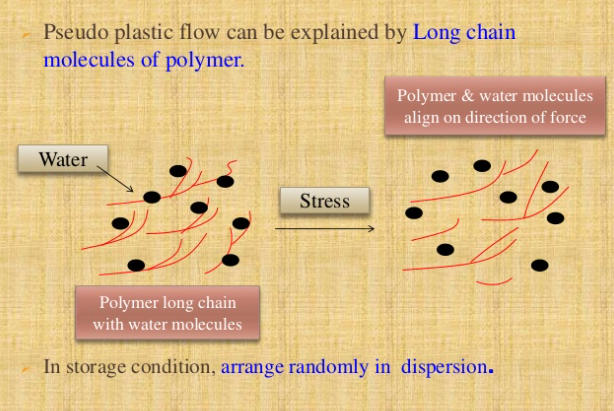 Pseudo plastic flow can be explained by Long chain
molecules of polymer.
Polymer & water molecules
align on direction of force
Water
Stress
Polymer long chain
with water molecules
In storage condition, arrange randomly in dispersion.